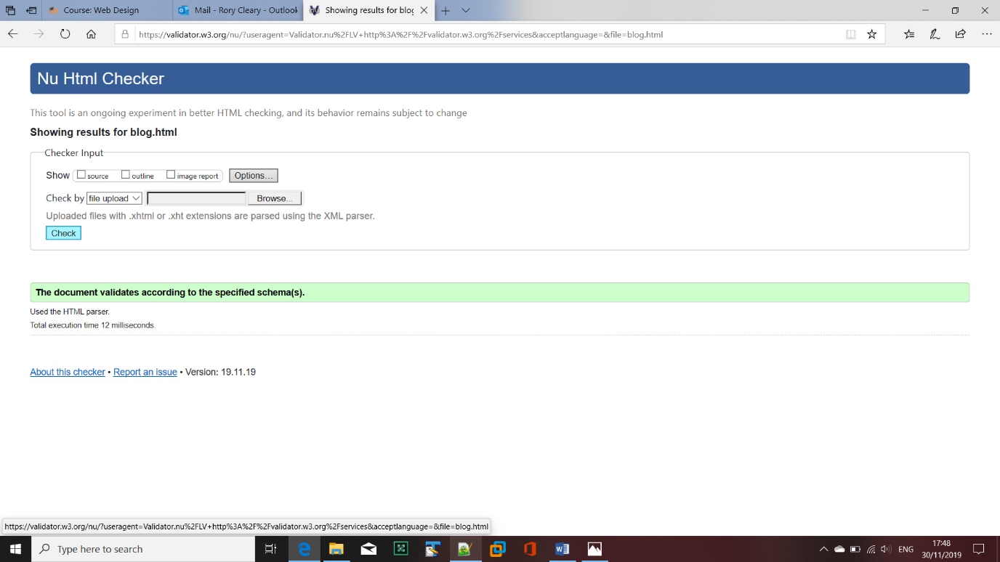 Course: Web Design
Mail - Rory Cleary - Outlook
Showing results for blog
https://validator.w3.org/nu/?useragent=Validator.nu%2FLV+http%3A%2F%2Fvalidator.w3.org%2Fservices&acceptlanguage=&file=blog.html
Nu Html Checker
This tool is an ongoing experiment in better HTML checking, and its behavior remains subject to change
Showing results for blog.html
Checker Input
Show source outline image report Options...
Check by file upload Browse...
Uploaded files with .xhtml or .xht extensions are parsed using the XML parser.
Check
The document validates according to the specified schema(s).
Used the HTML parser.
Total execution time 12 milliseconds.
About this checker • Report an issue • Version: 19.11.19
https://validator.w3.org/nu/?useragent=Validator.nu%2FLV+http%3A%2F%2Fvalidator.w3.org%2Fservices&acceptlanguage=&file=blog.html
Type here to search
ENG
17:48
30/11/2019